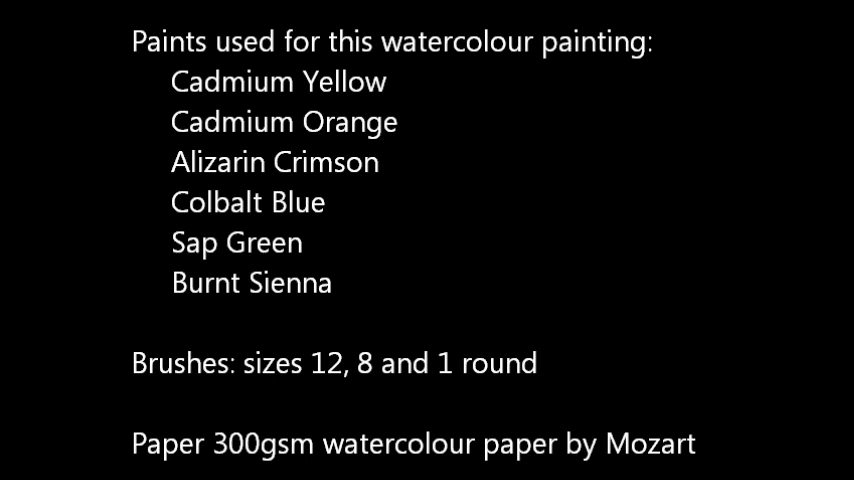 Paints used for this watercolour painting:
Cadmium Yellow
Cadmium Orange
Alizarin Crimson
Colbalt Blue
Sap Green
Burnt Sienna
Brushes: sizes 12, 8 and 1 round
Paper 300gsm watercolour paper by Mozart